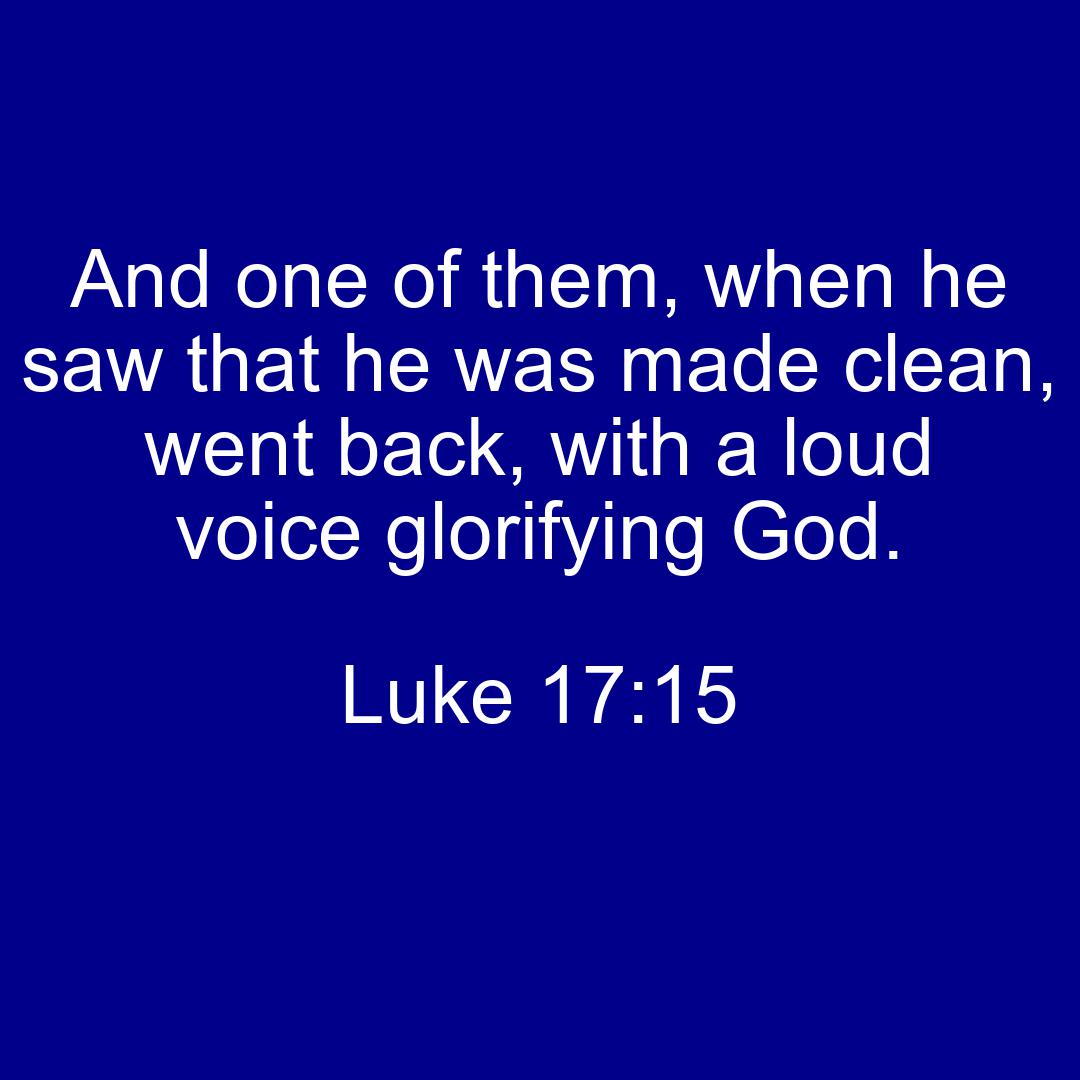 And one of them, when he
saw that he was made clean,
went back, with a loud
voice glorifying God.
Luke 17:15